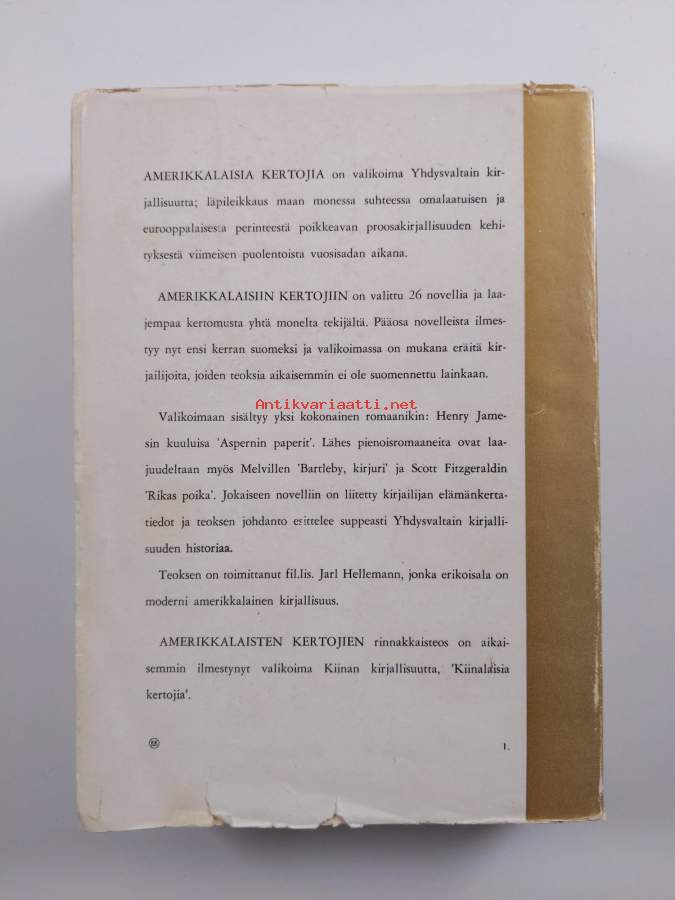 AMERIKKALAISIA KERTOJIA on valikoima Yhdysvaltain kir-
jallisuutta; läpileikkaus maan monessa suhteessa omalaatuisen ja
eurooppalaisesta perinteestä poikkeavan proosakirjallisuuden kehi-
tyksestä viimeisen puolentoista vuosisadan aikana.
AMERIKKALAISIIN KERTOJIIN on valittu 26 novellia ja laa-
jempaa kertomusta yhtä monelta tekijältä. Pääosa novelleista ilmes-
tyy nyt ensi kerran suomeksi ja valikoimassa on mukana eräitä kir-
jailijoita, joiden teoksia aikaisemmin ei ole suomennettu lainkaan.
Antikvariaatti.net
Valikoimaan sisältyy yksi kokonainen romaanikin: Henry Jame-
sin kuuluisa 'Aspernin paperit'. Lähes pienoisromaaneita ovat laa-
juudeltaan myös Melvillen 'Bartleby, kirjuri' ja Scott Fitzgeraldin
'Rikas poika'. Jokaiseen novelliin on liitetty kirjailijan elämänkerta-
tiedot ja teoksen johdanto esittelee suppeasti Yhdysvaltain kirjalli-
suuden historiaa.
Teoksen on toimittanut fil.lis. Jarl Hellemann, jonka erikoisala on
moderni amerikkalainen kirjallisuus.
AMERIKKALAISTEN KERTOJIEN rinnakkaisteos on aikai-
semmin ilmestynyt valikoima Kiinan kirjallisuutta, 'Kiinalaisia
kertojia'.
1.